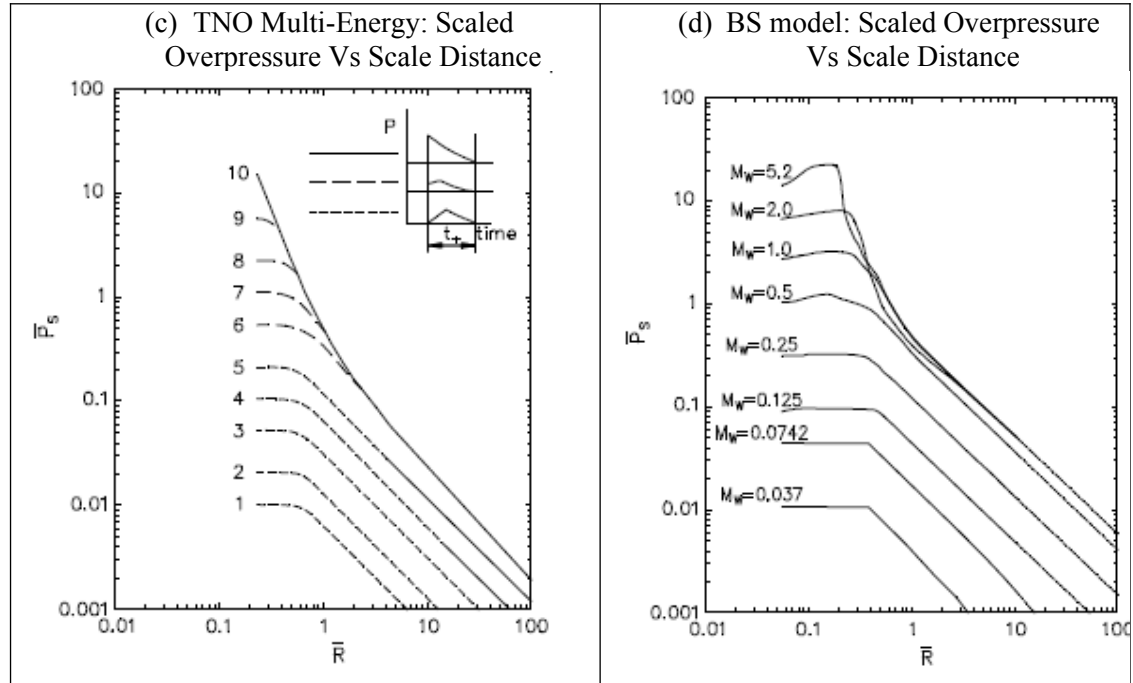 (c) TNO Multi-Energy: Scaled
Overpressure Vs Scale Distance
100
10
1
0.1
0.01
0.001
P̄s
10
9
8
7
6
5
4
3
2
1
P
t+ time
0.01
0.1
1
10
100
R̄
(d) BS model: Scaled Overpressure
Vs Scale Distance
100
10
1
0.1
0.01
0.001
P̄s
Mw=5.2
Mw=2.0
Mw=1.0
Mw=0.5
Mw=0.25
Mw=0.125
Mw=0.0742
Mw=0.037
0.01
0.1
1
10
100
R̄